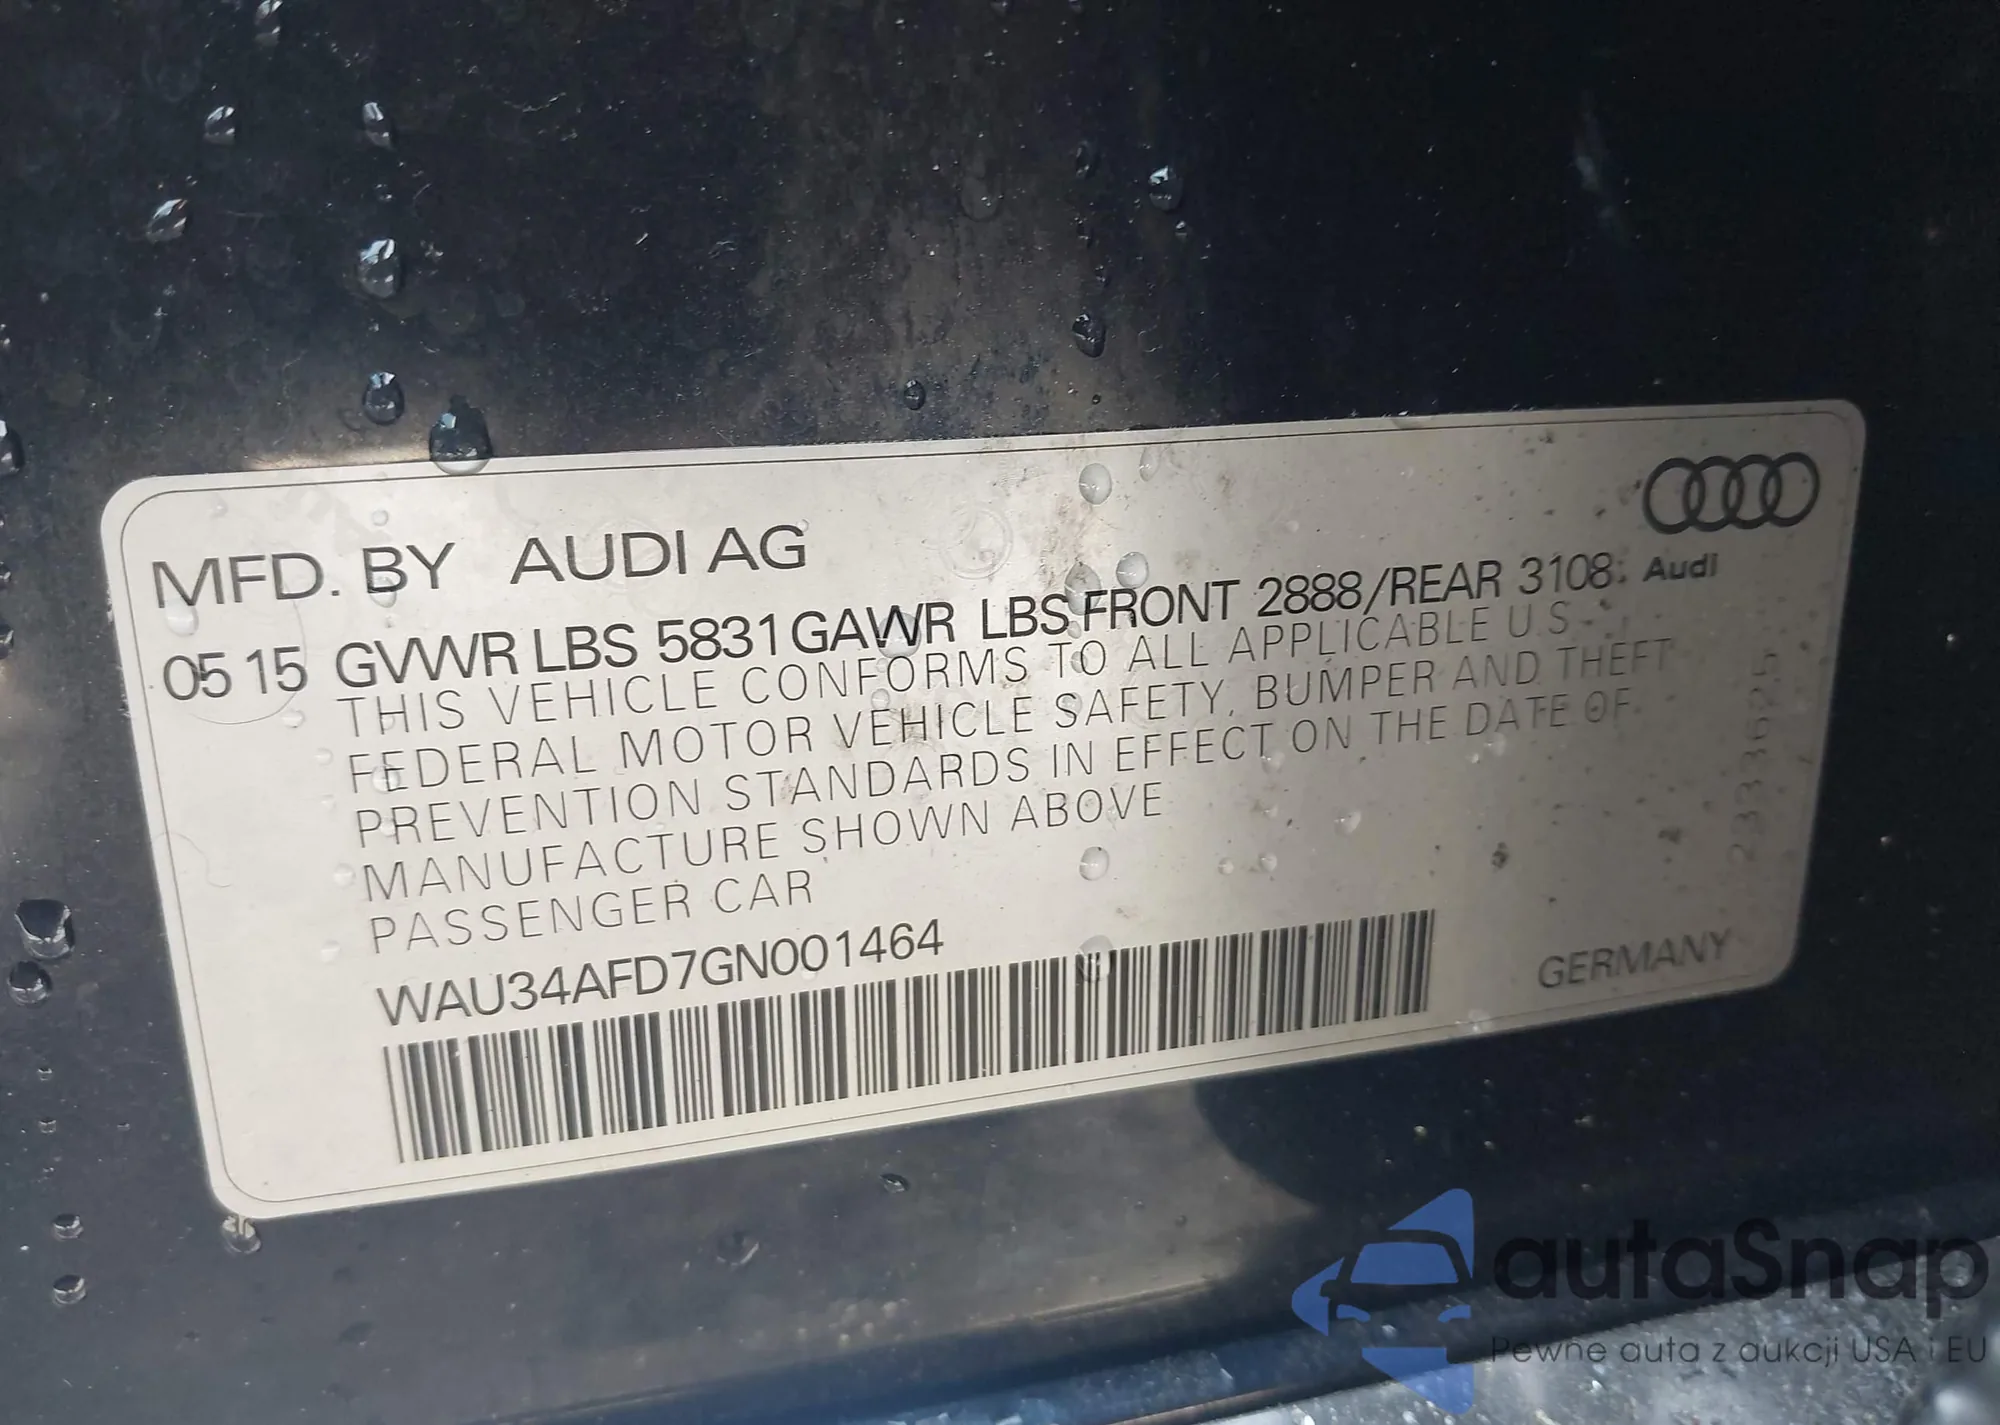 MFD. BY AUDI AG
Audi
05 15 GVWR LBS 5831 GAWR LBS FRONT 2888/REAR 3108
THIS VEHICLE CONFORMS TO ALL APPLICABLE U.S.
FEDERAL MOTOR VEHICLE SAFETY, BUMPER AND THEFT
PREVENTION STANDARDS IN EFFECT ON THE DATE OF
MANUFACTURE SHOWN ABOVE
PASSENGER CAR
WAU34AFD7GN001464
GERMANY
2333625
autaSnap
Pewne auta z aukcji USA i EU